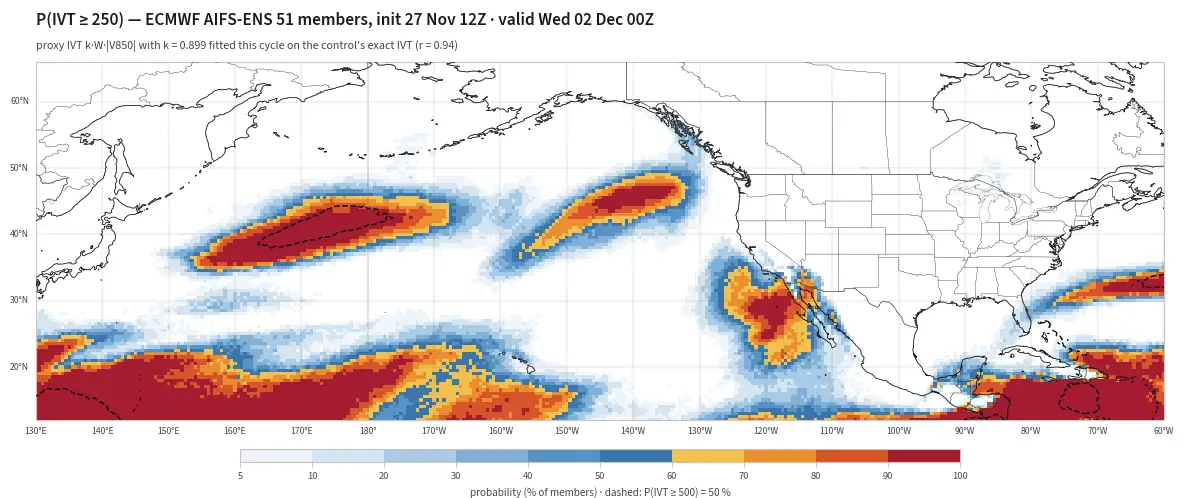 P(IVT ≥ 250) — ECMWF AIFS-ENS 51 members, init 27 Nov 12Z · valid Wed 02 Dec 00Z
proxy IVT k·W·|V850| with k = 0.899 fitted this cycle on the control's exact IVT (r = 0.94)
60°N
50°N
40°N
30°N
20°N
130°E 140°E 150°E 160°E 170°E 180° 170°W 160°W 150°W 140°W 130°W 120°W 110°W 100°W 90°W 80°W 70°W 60°W
5 10 20 30 40 50 60 70 80 90 100
probability (% of members) · dashed: P(IVT ≥ 500) = 50 %